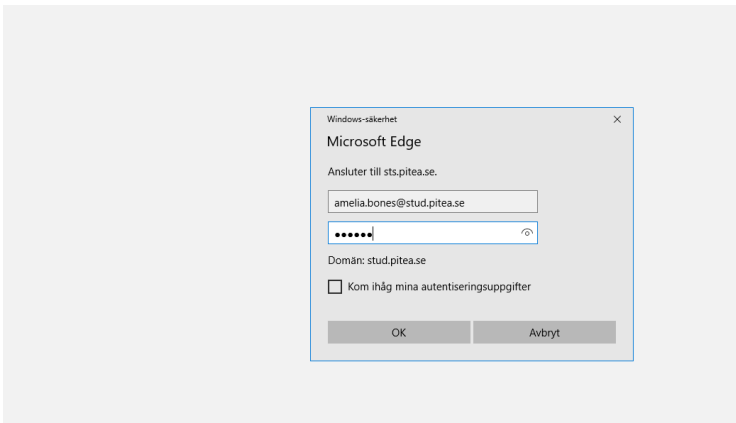 Windows-säkerhet
Microsoft Edge
Ansluter till sts.pitea.se.
amelia.bones@stud.pitea.se
••••••
Domän: stud.pitea.se
Kom ihåg mina autentiseringsuppgifter
OK
Avbryt